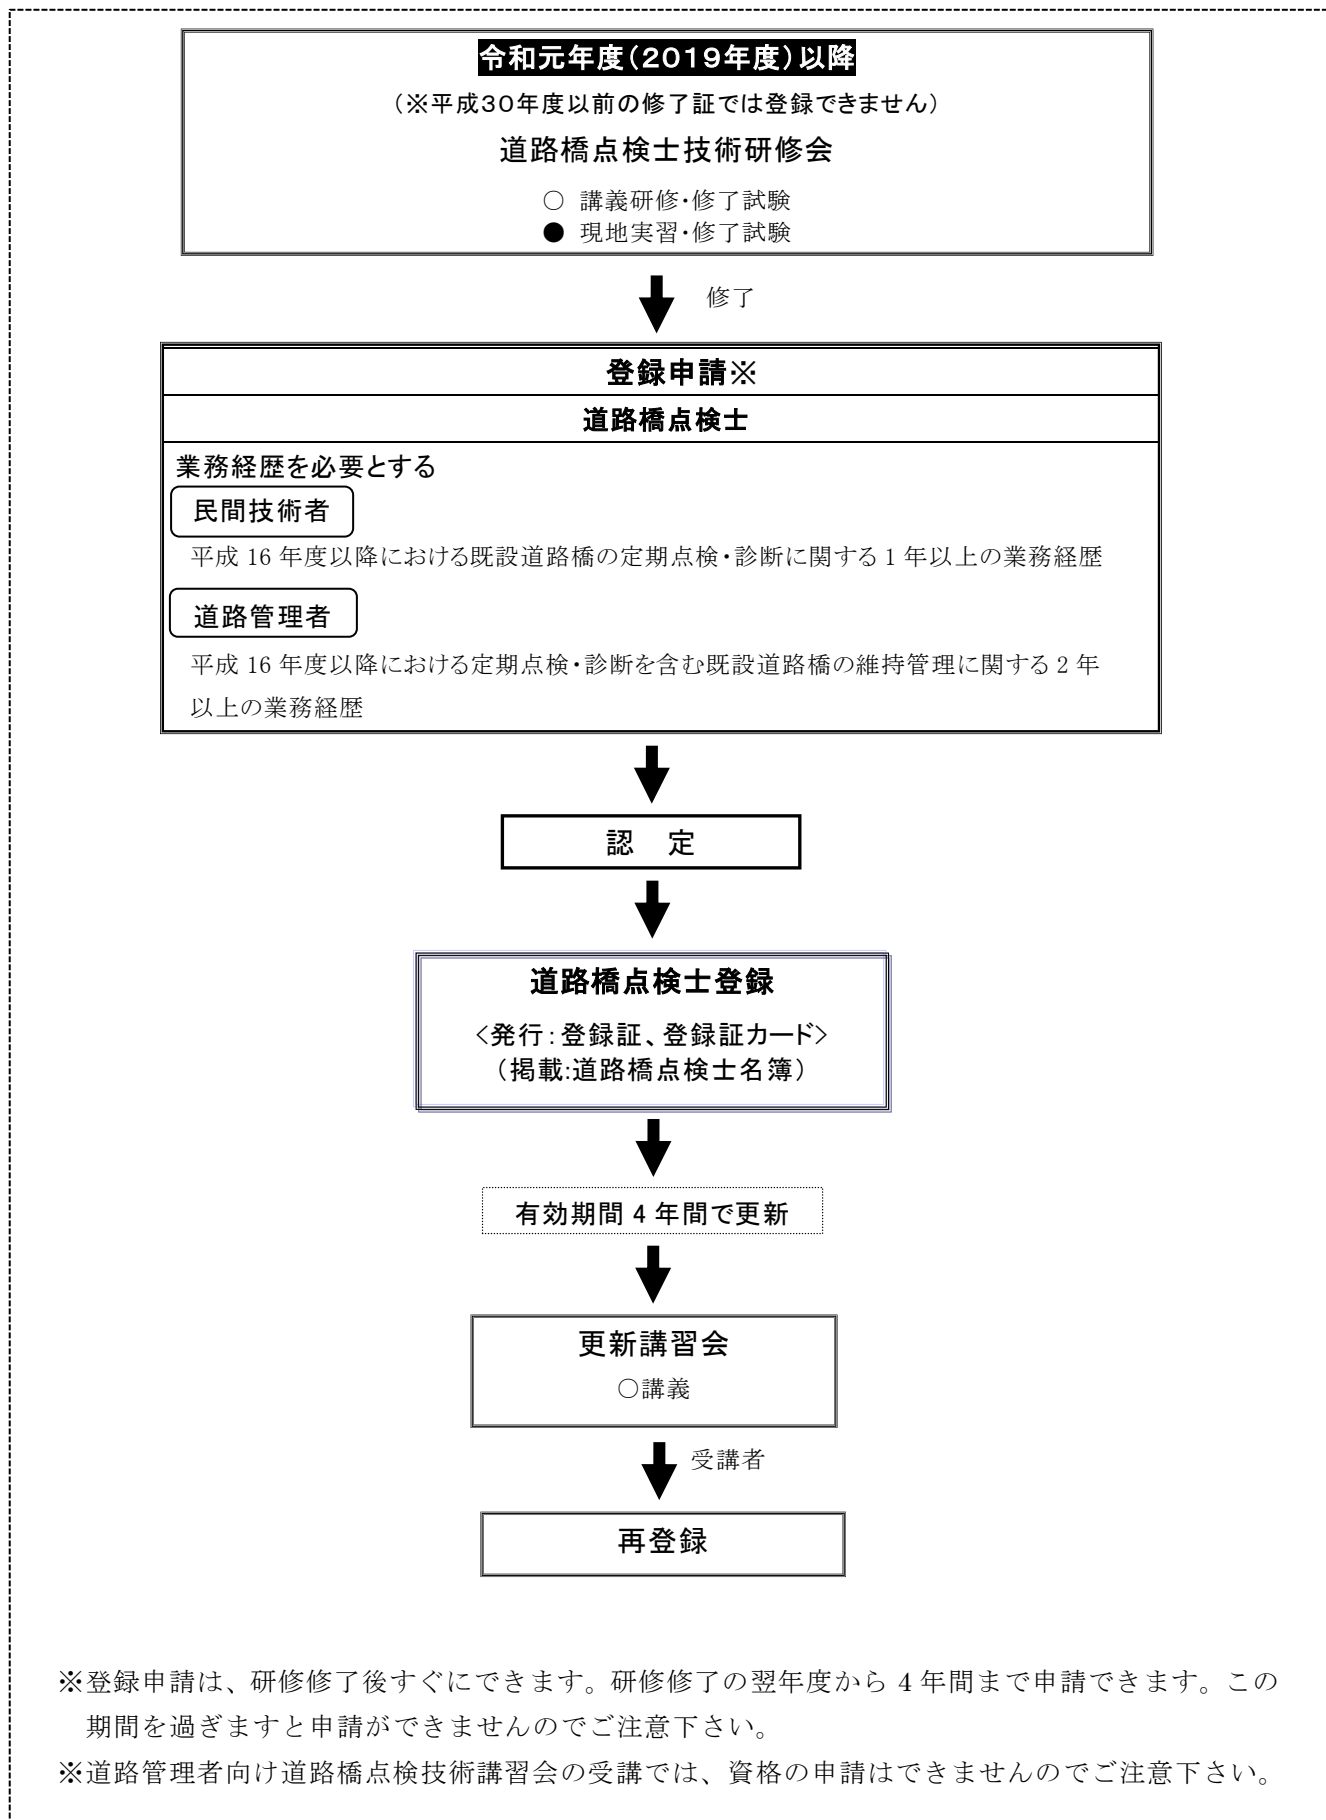 令和元年度(2019年度)以降
(※平成30年度以前の修了証では登録できません)
道路橋点検士技術研修会
○ 講義研修・修了試験
● 現地実習・修了試験
修了
登録申請※
道路橋点検士
業務経歴を必要とする
民間技術者
平成 16 年度以降における既設道路橋の定期点検・診断に関する 1 年以上の業務経歴
道路管理者
平成 16 年度以降における定期点検・診断を含む既設道路橋の維持管理に関する 2 年
以上の業務経歴
認 定
道路橋点検士登録
<発行：登録証、登録証カード>
(掲載:道路橋点検士名簿)
有効期間 4 年間で更新
更新講習会
○講義
受講者
再登録
※登録申請は、研修修了後すぐにできます。研修修了の翌年度から 4 年間まで申請できます。この
期間を過ぎますと申請ができませんのでご注意下さい。
※道路管理者向け道路橋点検技術講習会の受講では、資格の申請はできませんのでご注意下さい。